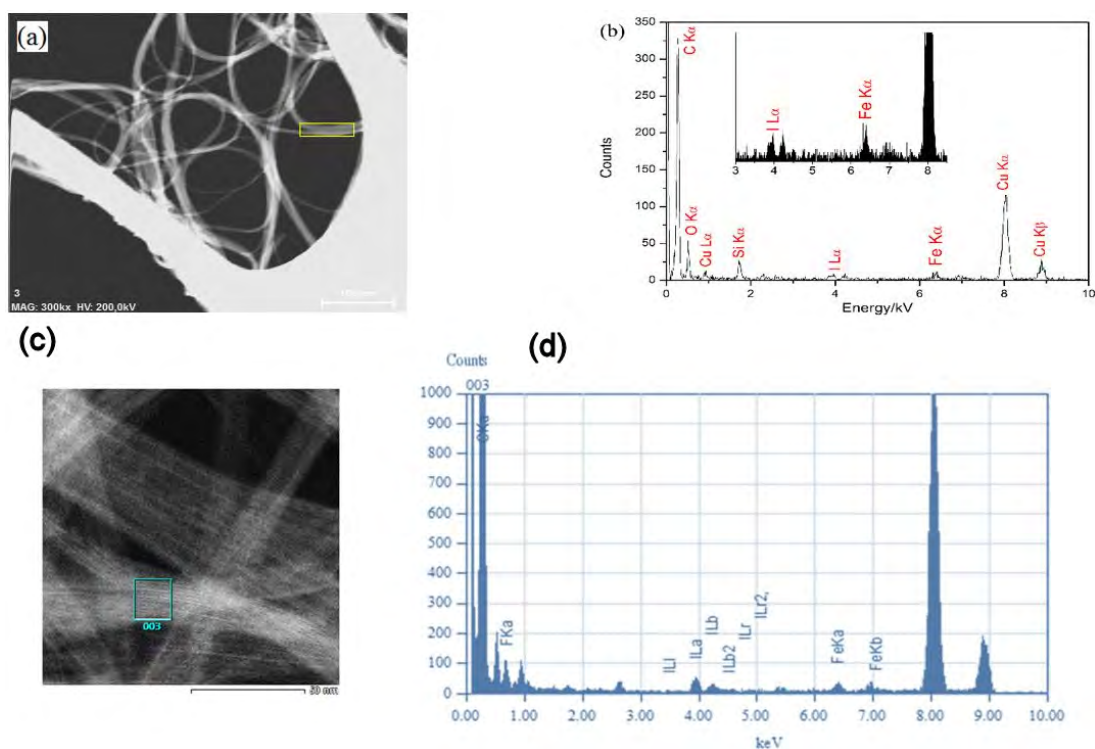 (a)
3
MAG: 300kx HV: 200,0kV
(b)
350
300
250
200
150
100
50
0
Counts
C Kα
O Kα
Cu Lα
Si Kα
I Lα
Fe Kα
Cu Kα
Cu Kβ
I Lα
Fe Kα
3 4 5 6 7 8
0 2 4 6 8 10
Energy/kV
(c)
003
50 nm
(d)
Counts
003
1000
900
800
700
600
500
400
300
200
100
0
FKa
ILl
ILa
ILb
ILb2
ILr
ILr2,
FeKa
FeKb
0.00 1.00 2.00 3.00 4.00 5.00 6.00 7.00 8.00 9.00 10.00
keV